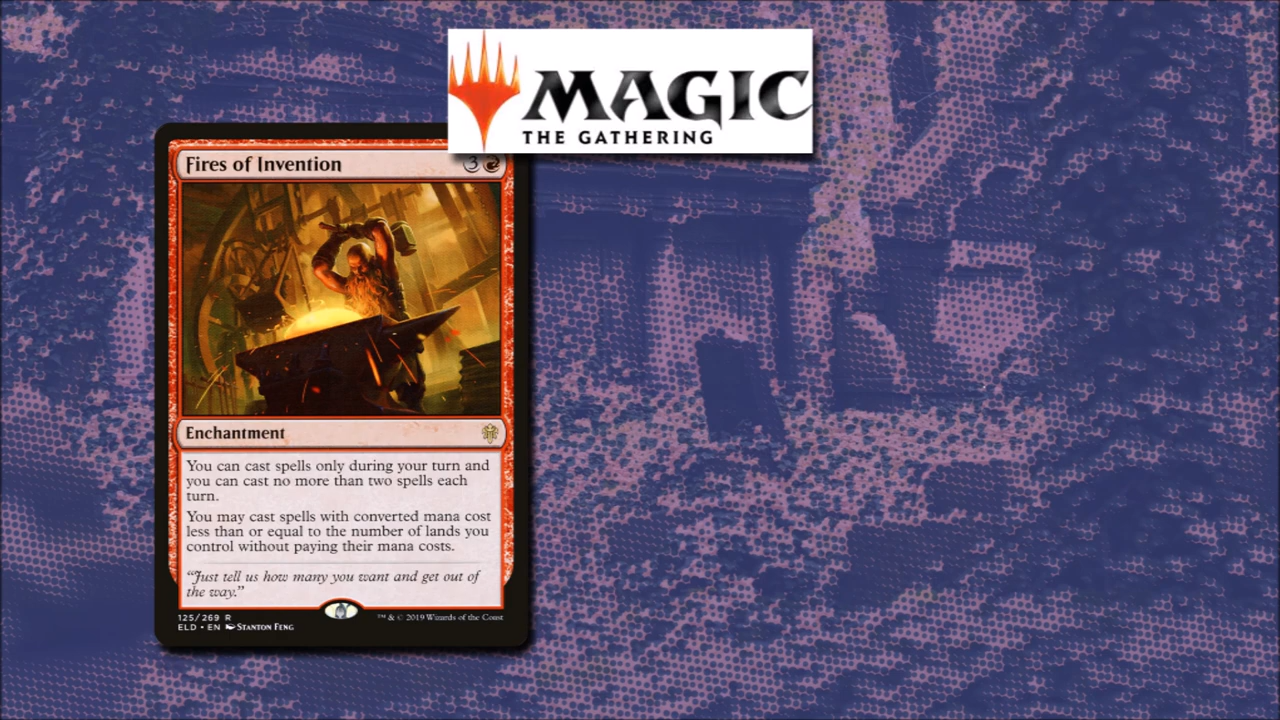 MAGIC
THE GATHERING
Fires of Invention 3
Enchantment
You can cast spells only during your turn and
you can cast no more than two spells each
turn.
You may cast spells with converted mana cost
less than or equal to the number of lands you
control without paying their mana costs.
“Just tell us how many you want and get out of
the way.”
125/269 R
ELD • EN STANTON FENG
™ & © 2019 Wizards of the Coast